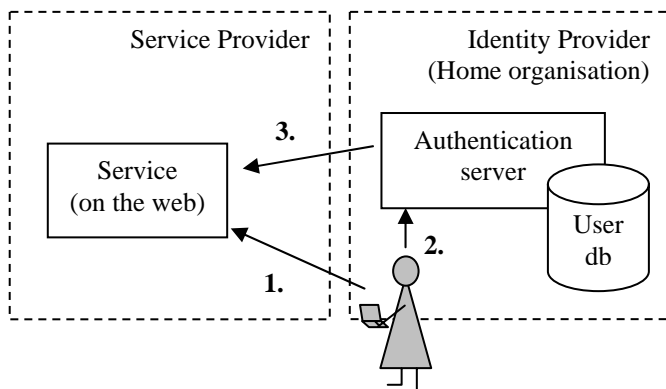 Service Provider
Identity Provider
(Home organisation)
3.
Authentication
server
Service
(on the web)
User
db
2.
1.